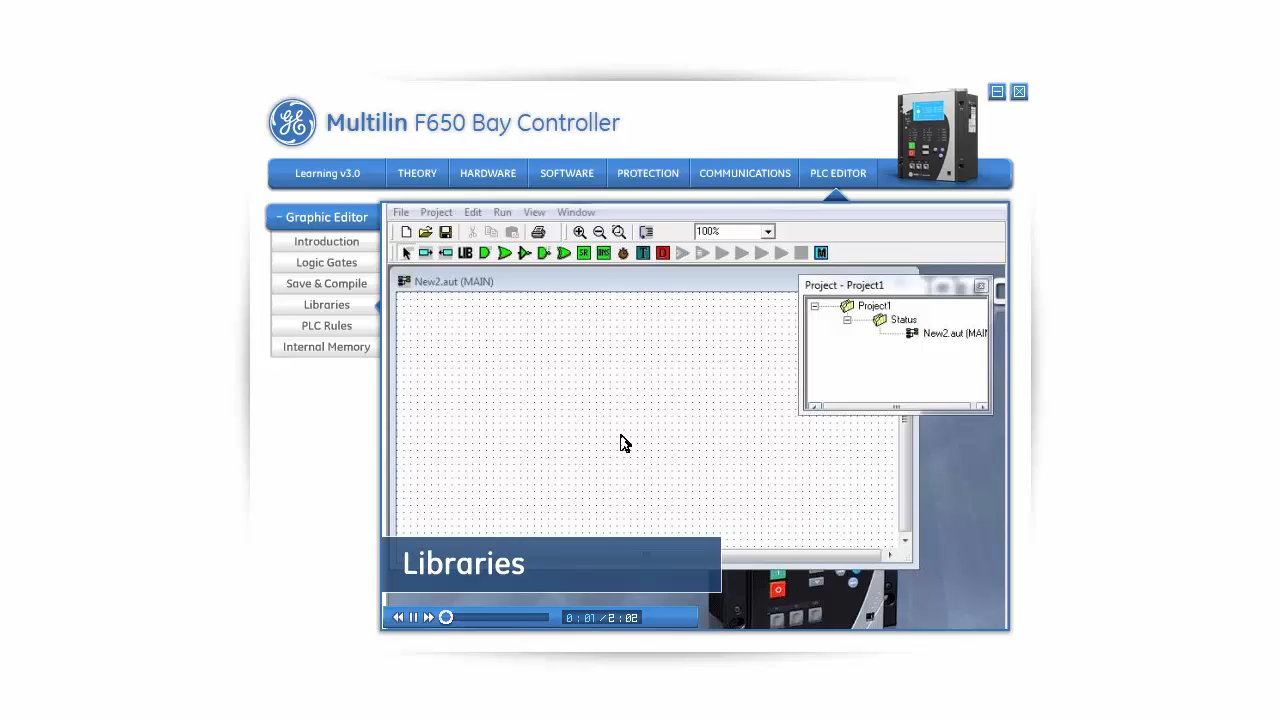 Multilin F650 Bay Controller
Learning v3.0
THEORY
HARDWARE
SOFTWARE
PROTECTION
COMMUNICATIONS
PLC EDITOR
– Graphic Editor
Introduction
Logic Gates
Save & Compile
Libraries
PLC Rules
Internal Memory
File Project Edit Run View Window
100%
LIB
SR
T
D
M
New2.aut (MAIN)
Project - Project1
Project1
Status
New2.aut (MAIN
Libraries
0:01 / 2:02